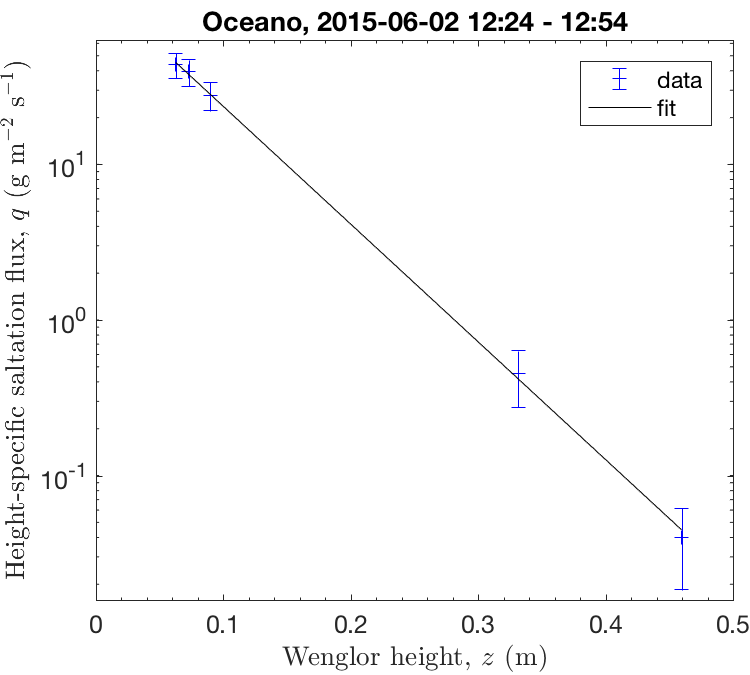 Oceano, 2015-06-02 12:24 - 12:54
Height-specific saltation flux, q (g m⁻² s⁻¹)
data
fit
10¹
10⁰
10⁻¹
0 0.1 0.2 0.3 0.4 0.5
Wenglor height, z (m)